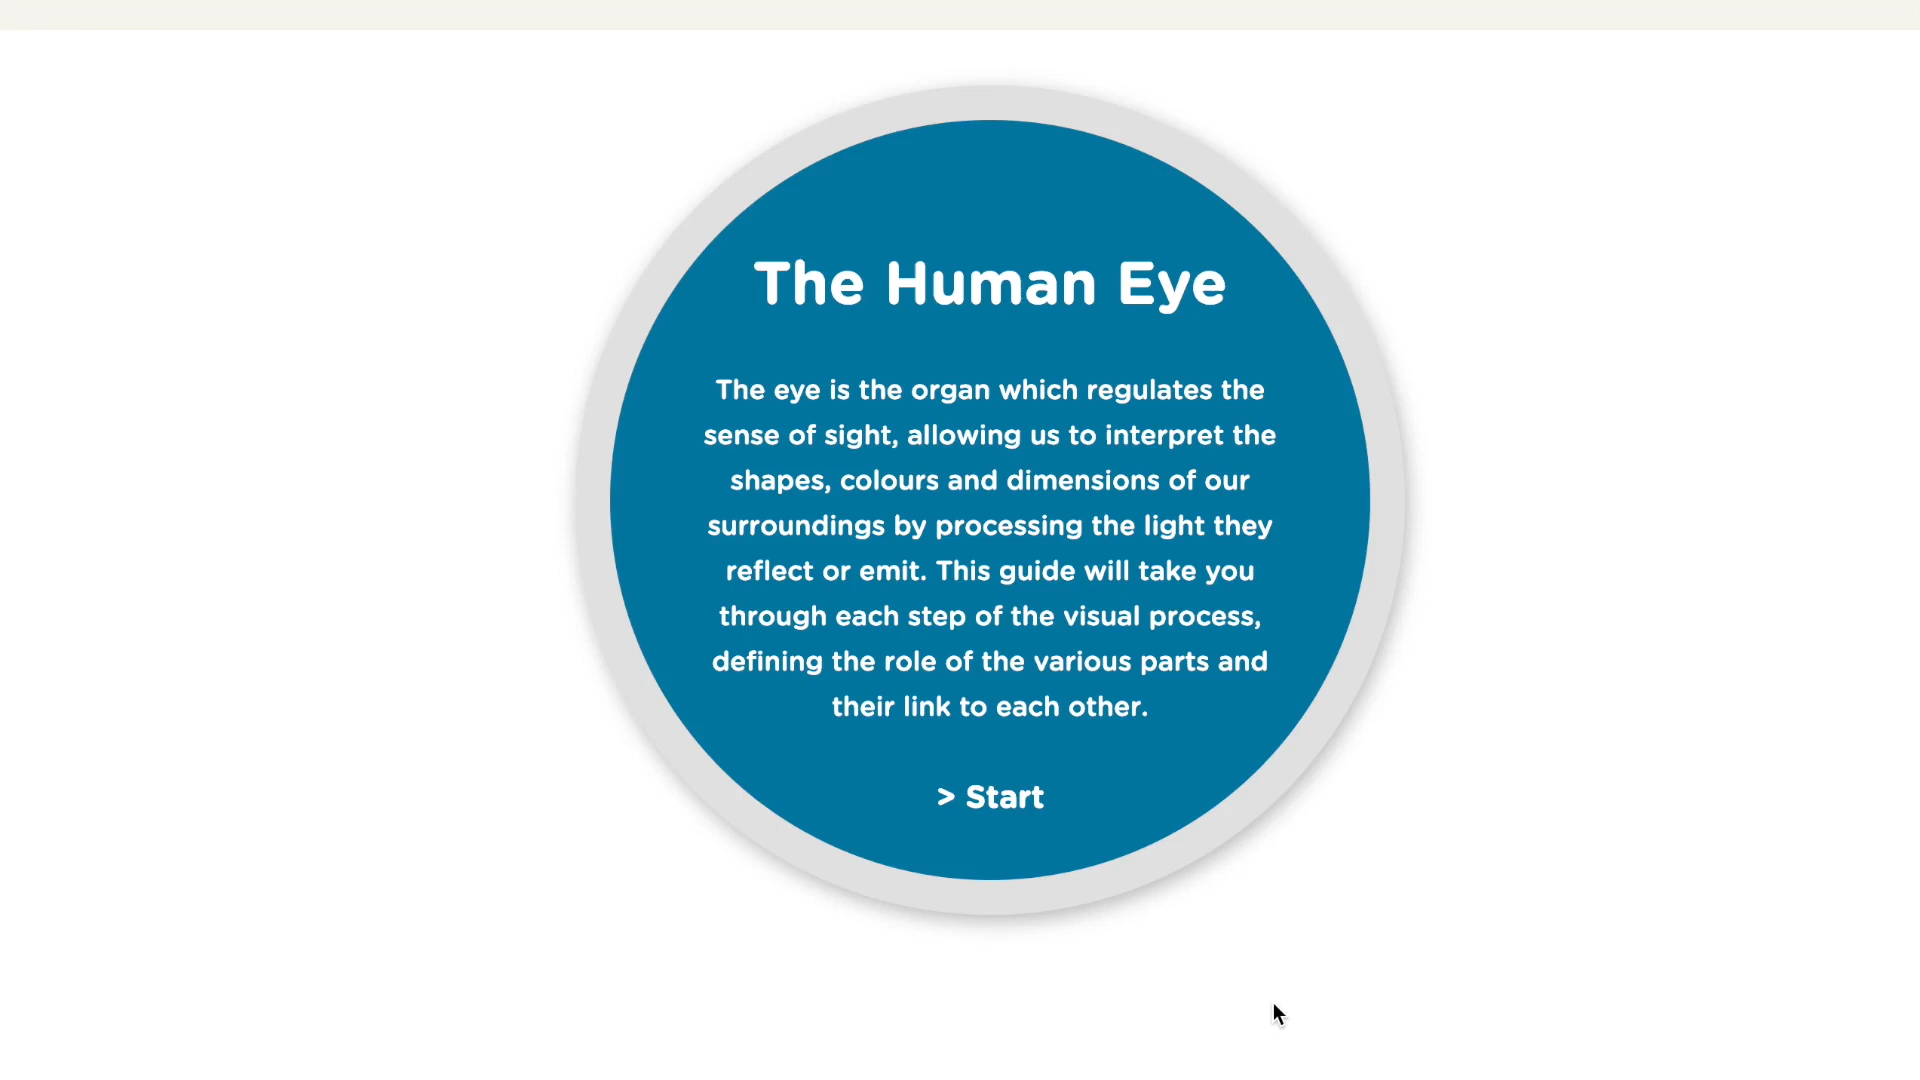 The Human Eye
The eye is the organ which regulates the
sense of sight, allowing us to interpret the
shapes, colours and dimensions of our
surroundings by processing the light they
reflect or emit. This guide will take you
through each step of the visual process,
defining the role of the various parts and
their link to each other.
> Start